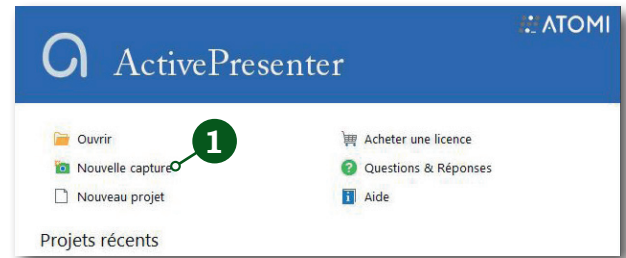 ATOMI
ActivePresenter
Ouvrir
Nouvelle capture
Nouveau projet
1
Acheter une licence
Questions & Réponses
Aide
Projets récents